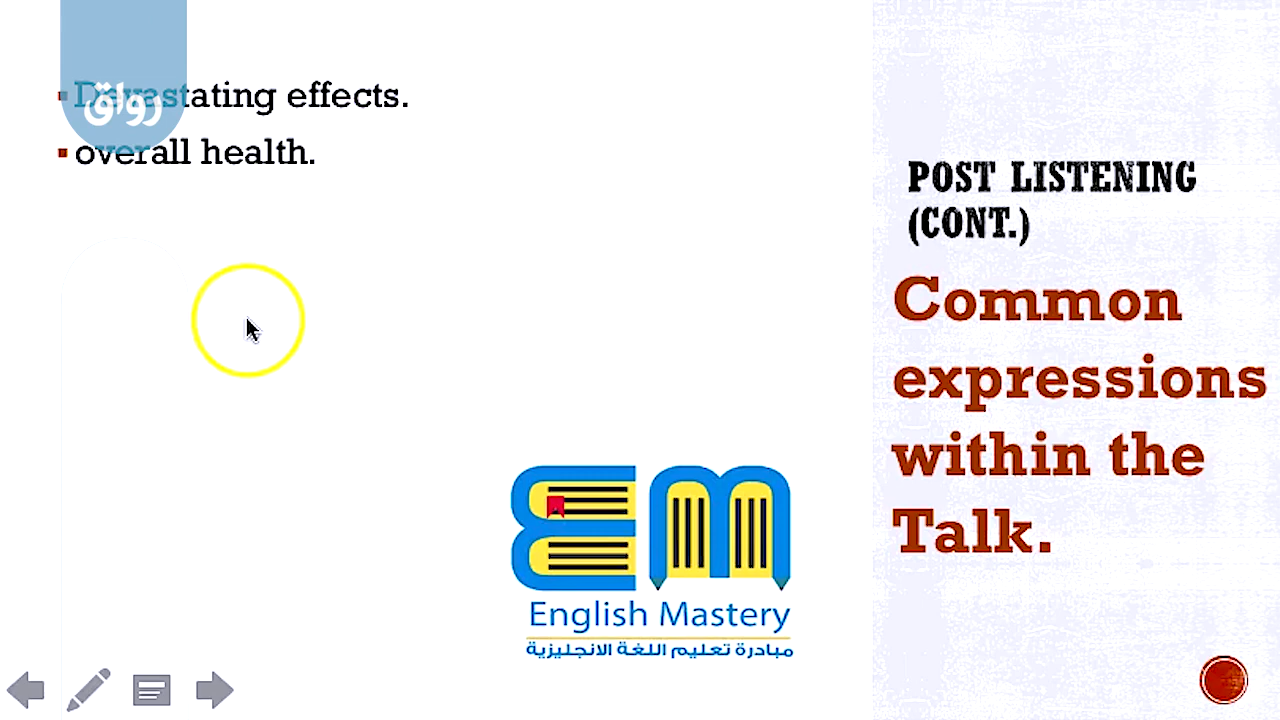 Devastating effects.
overall health.
رواق
POST LISTENING
(CONT.)
Common
expressions
within the
Talk.
EM
English Mastery
مبادرة تعليم اللغة الانجليزية